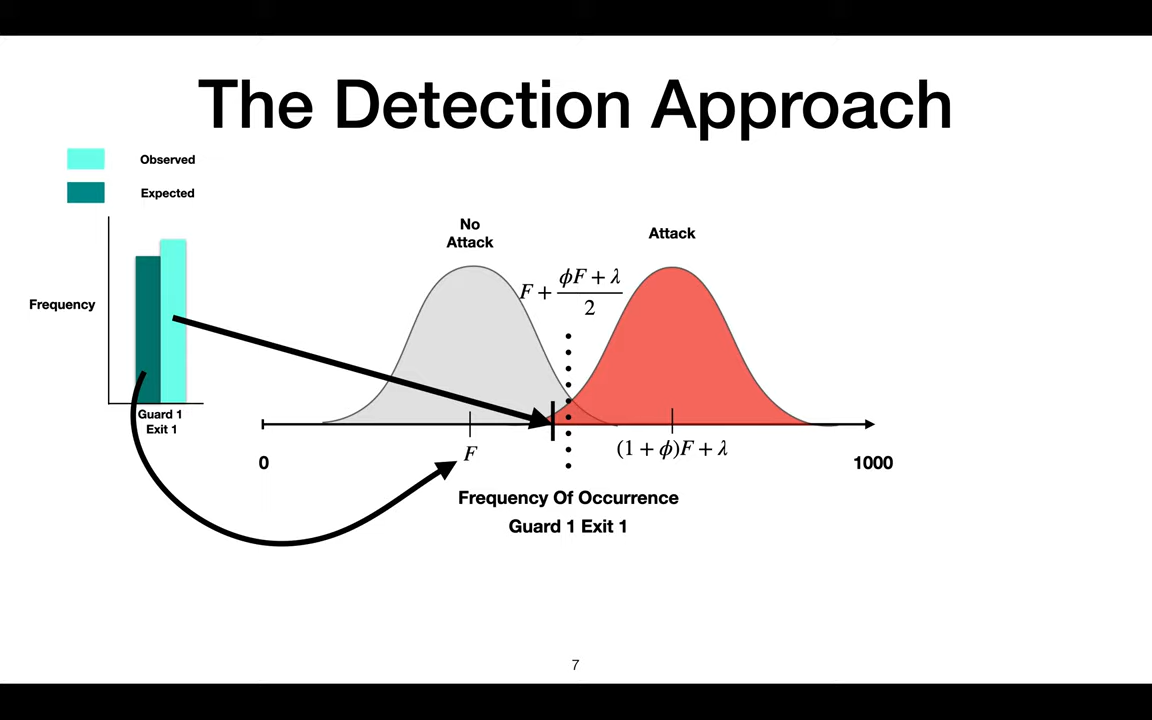 The Detection Approach
Observed
Expected
Frequency
Guard 1
Exit 1
No
Attack
Attack
F + (ϕF + λ)/2
0
F
(1 + ϕ)F + λ
1000
Frequency Of Occurrence
Guard 1 Exit 1
7